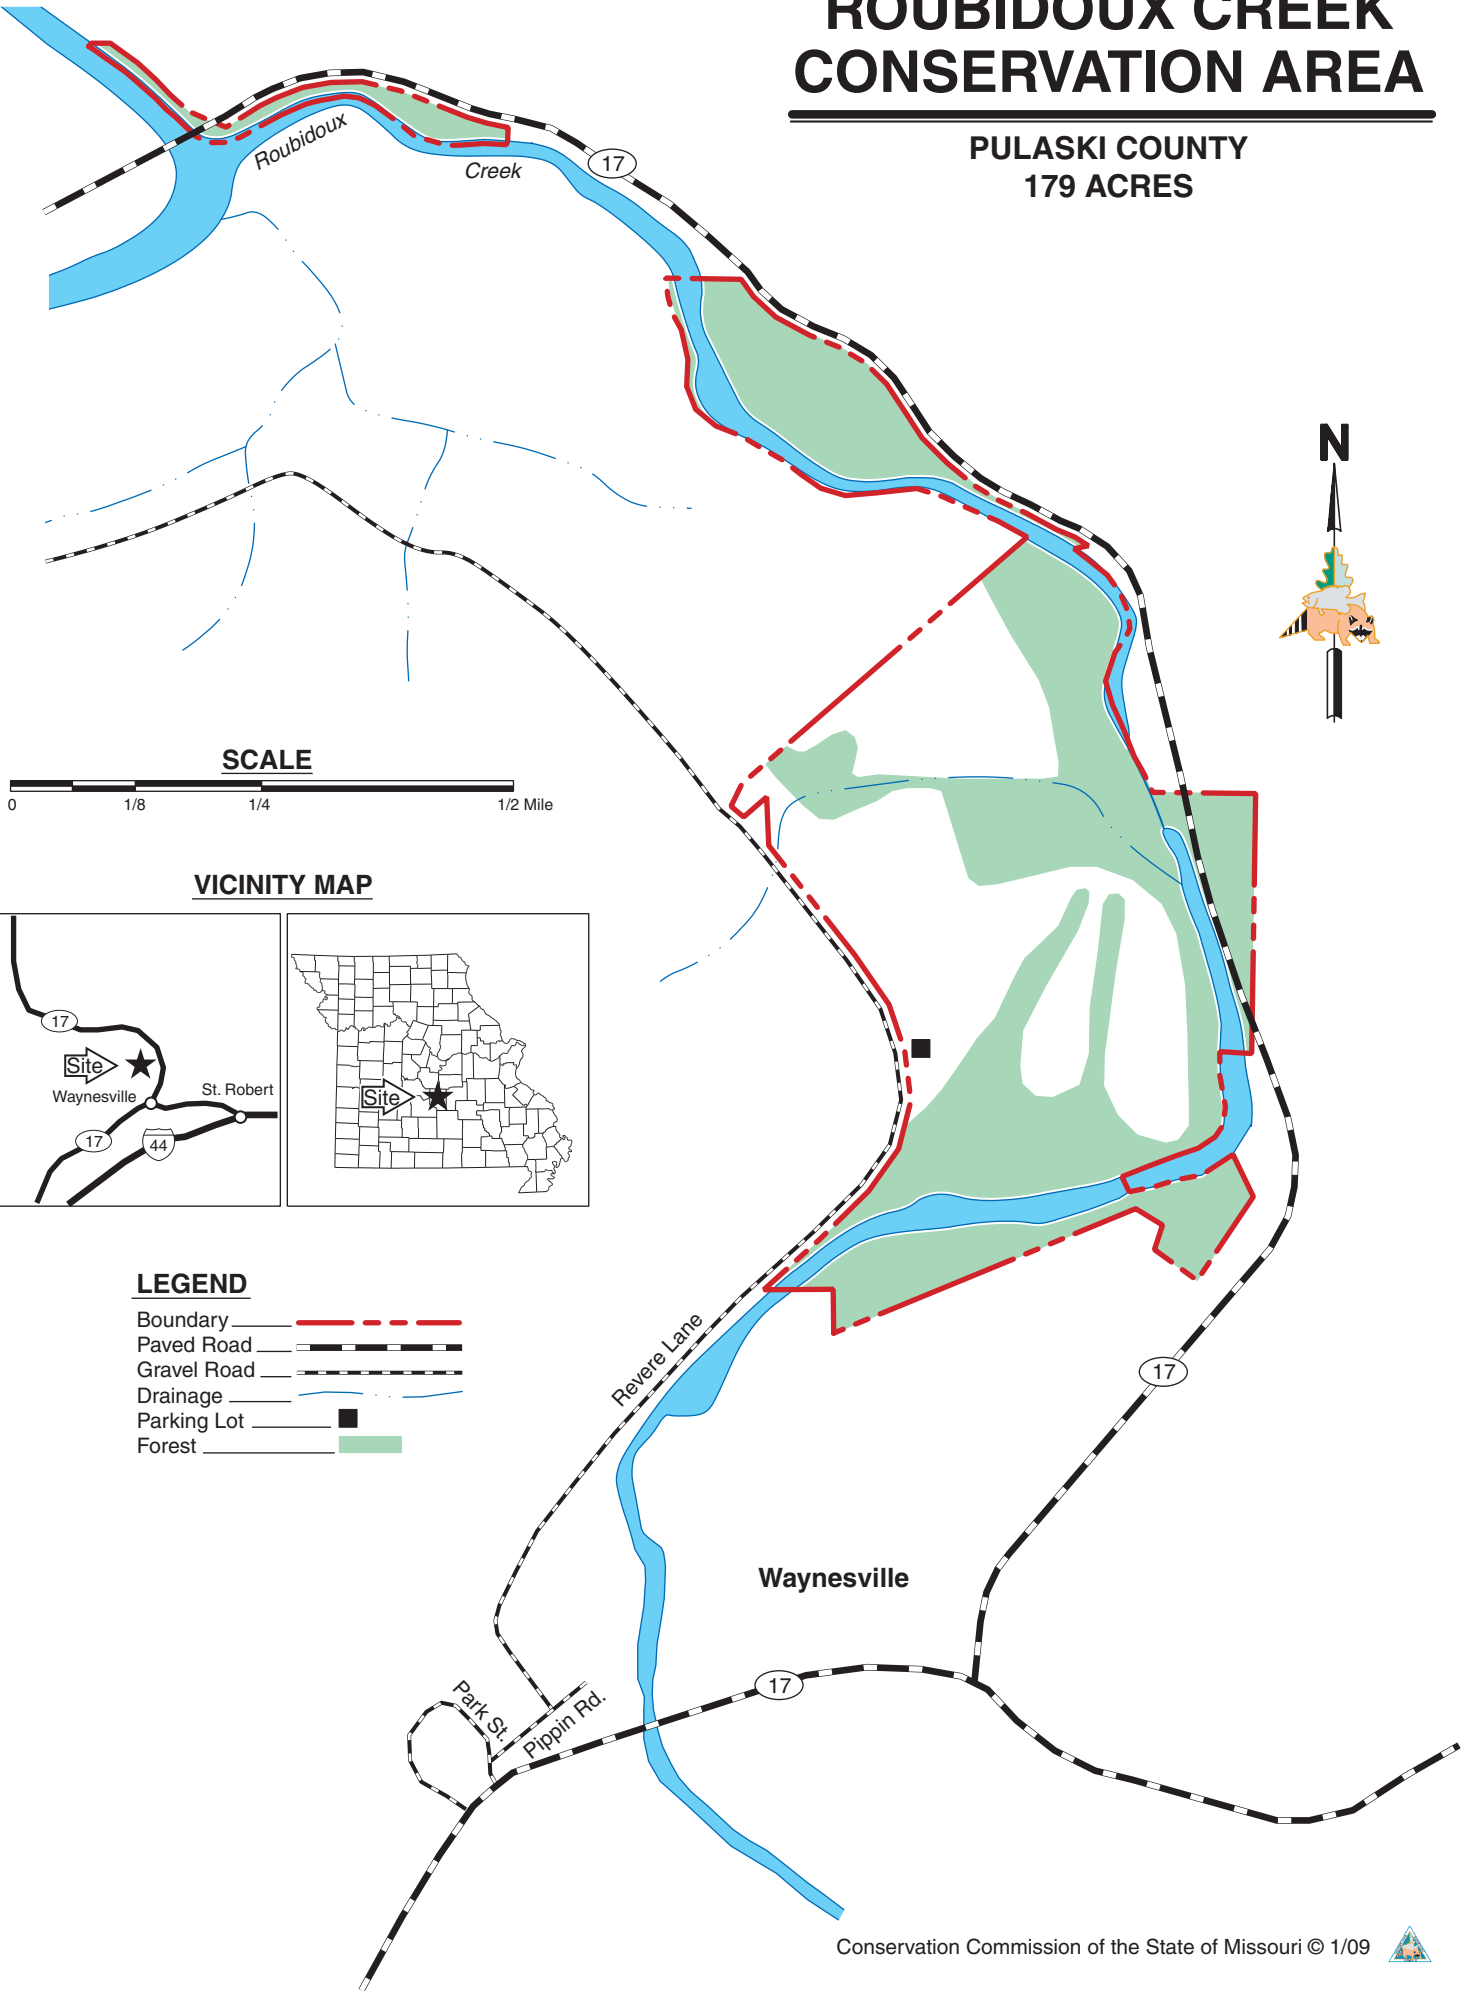 ROUBIDOUX CREEK
CONSERVATION AREA
PULASKI COUNTY
179 ACRES
Roubidoux
Creek
17
N
SCALE
0 1/8 1/4 1/2 Mile
VICINITY MAP
17
Site
Waynesville
St. Robert
17
44
Site
LEGEND
Boundary
Paved Road
Gravel Road
Drainage
Parking Lot
Forest
Revere Lane
17
Waynesville
17
Park St.
Pippin Rd.
Conservation Commission of the State of Missouri © 1/09